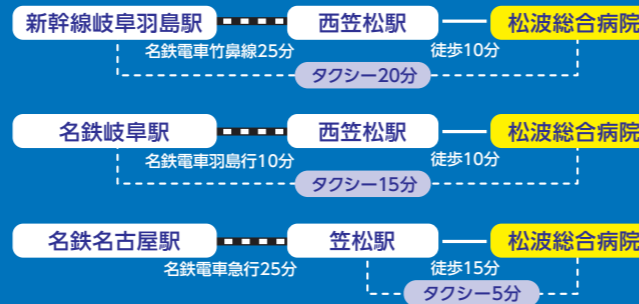 新幹線岐阜羽島駅 西笠松駅 松波総合病院
名鉄電車竹鼻線25分 徒歩10分
タクシー20分
名鉄岐阜駅 西笠松駅 松波総合病院
名鉄電車羽島行10分 徒歩10分
タクシー15分
名鉄名古屋駅 笠松駅 松波総合病院
名鉄電車急行25分 徒歩15分
タクシー5分